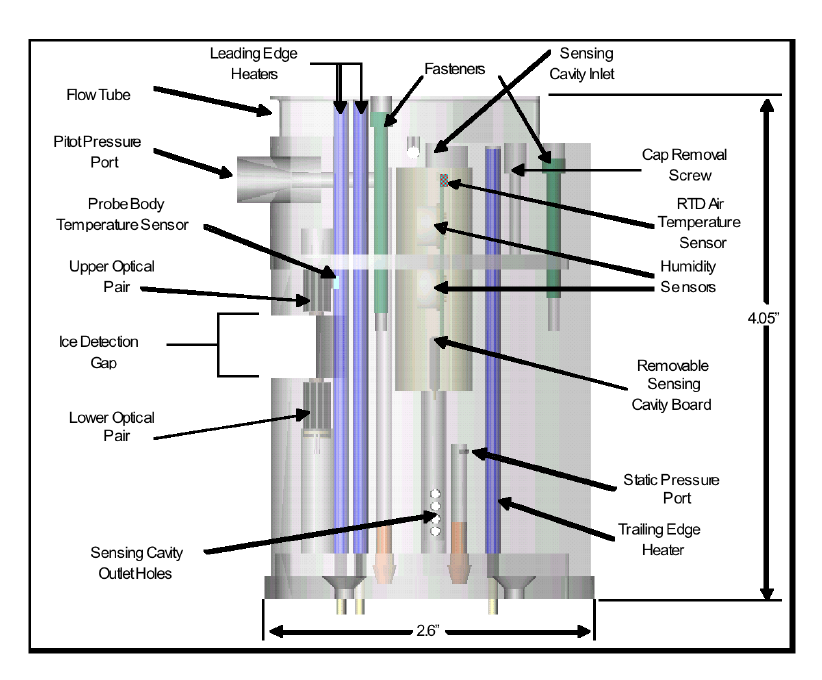 Leading Edge
Heaters
Fasteners
Sensing
Cavity Inlet
Flow Tube
Pitot Pressure
Port
Cap Removal
Screw
Probe Body
Temperature Sensor
RTD Air
Temperature
Sensor
Upper Optical
Pair
Humidity
Sensors
4.05”
Ice Detection
Gap
Removable
Sensing
Cavity Board
Lower Optical
Pair
Static Pressure
Port
Sensing Cavity
Outlet Holes
Trailing Edge
Heater
2.6”